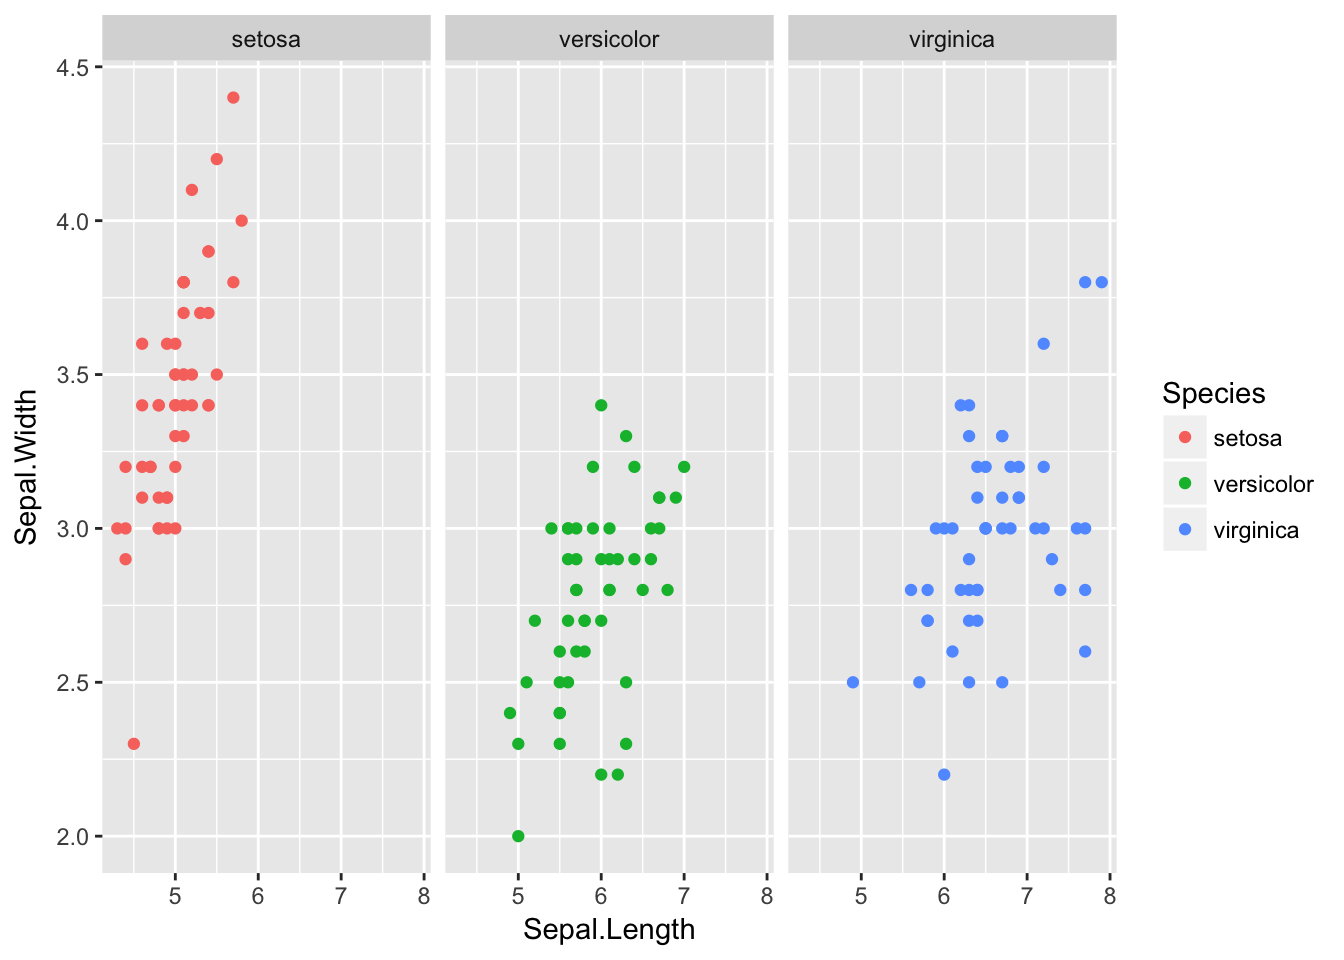 setosa
versicolor
virginica
4.5
4.0
3.5
3.0
2.5
2.0
Sepal.Width
5 6 7 8
5 6 7 8
5 6 7 8
Sepal.Length
Species
setosa
versicolor
virginica